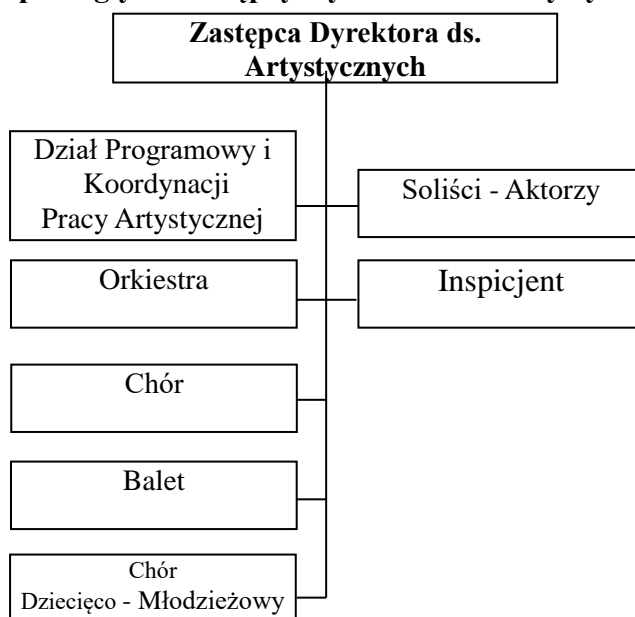 Zastępca Dyrektora ds.
Artystycznych
Dział Programowy i
Koordynacji
Pracy Artystycznej
Soliści - Aktorzy
Orkiestra
Inspicjent
Chór
Balet
Chór
Dziecięco - Młodzieżowy